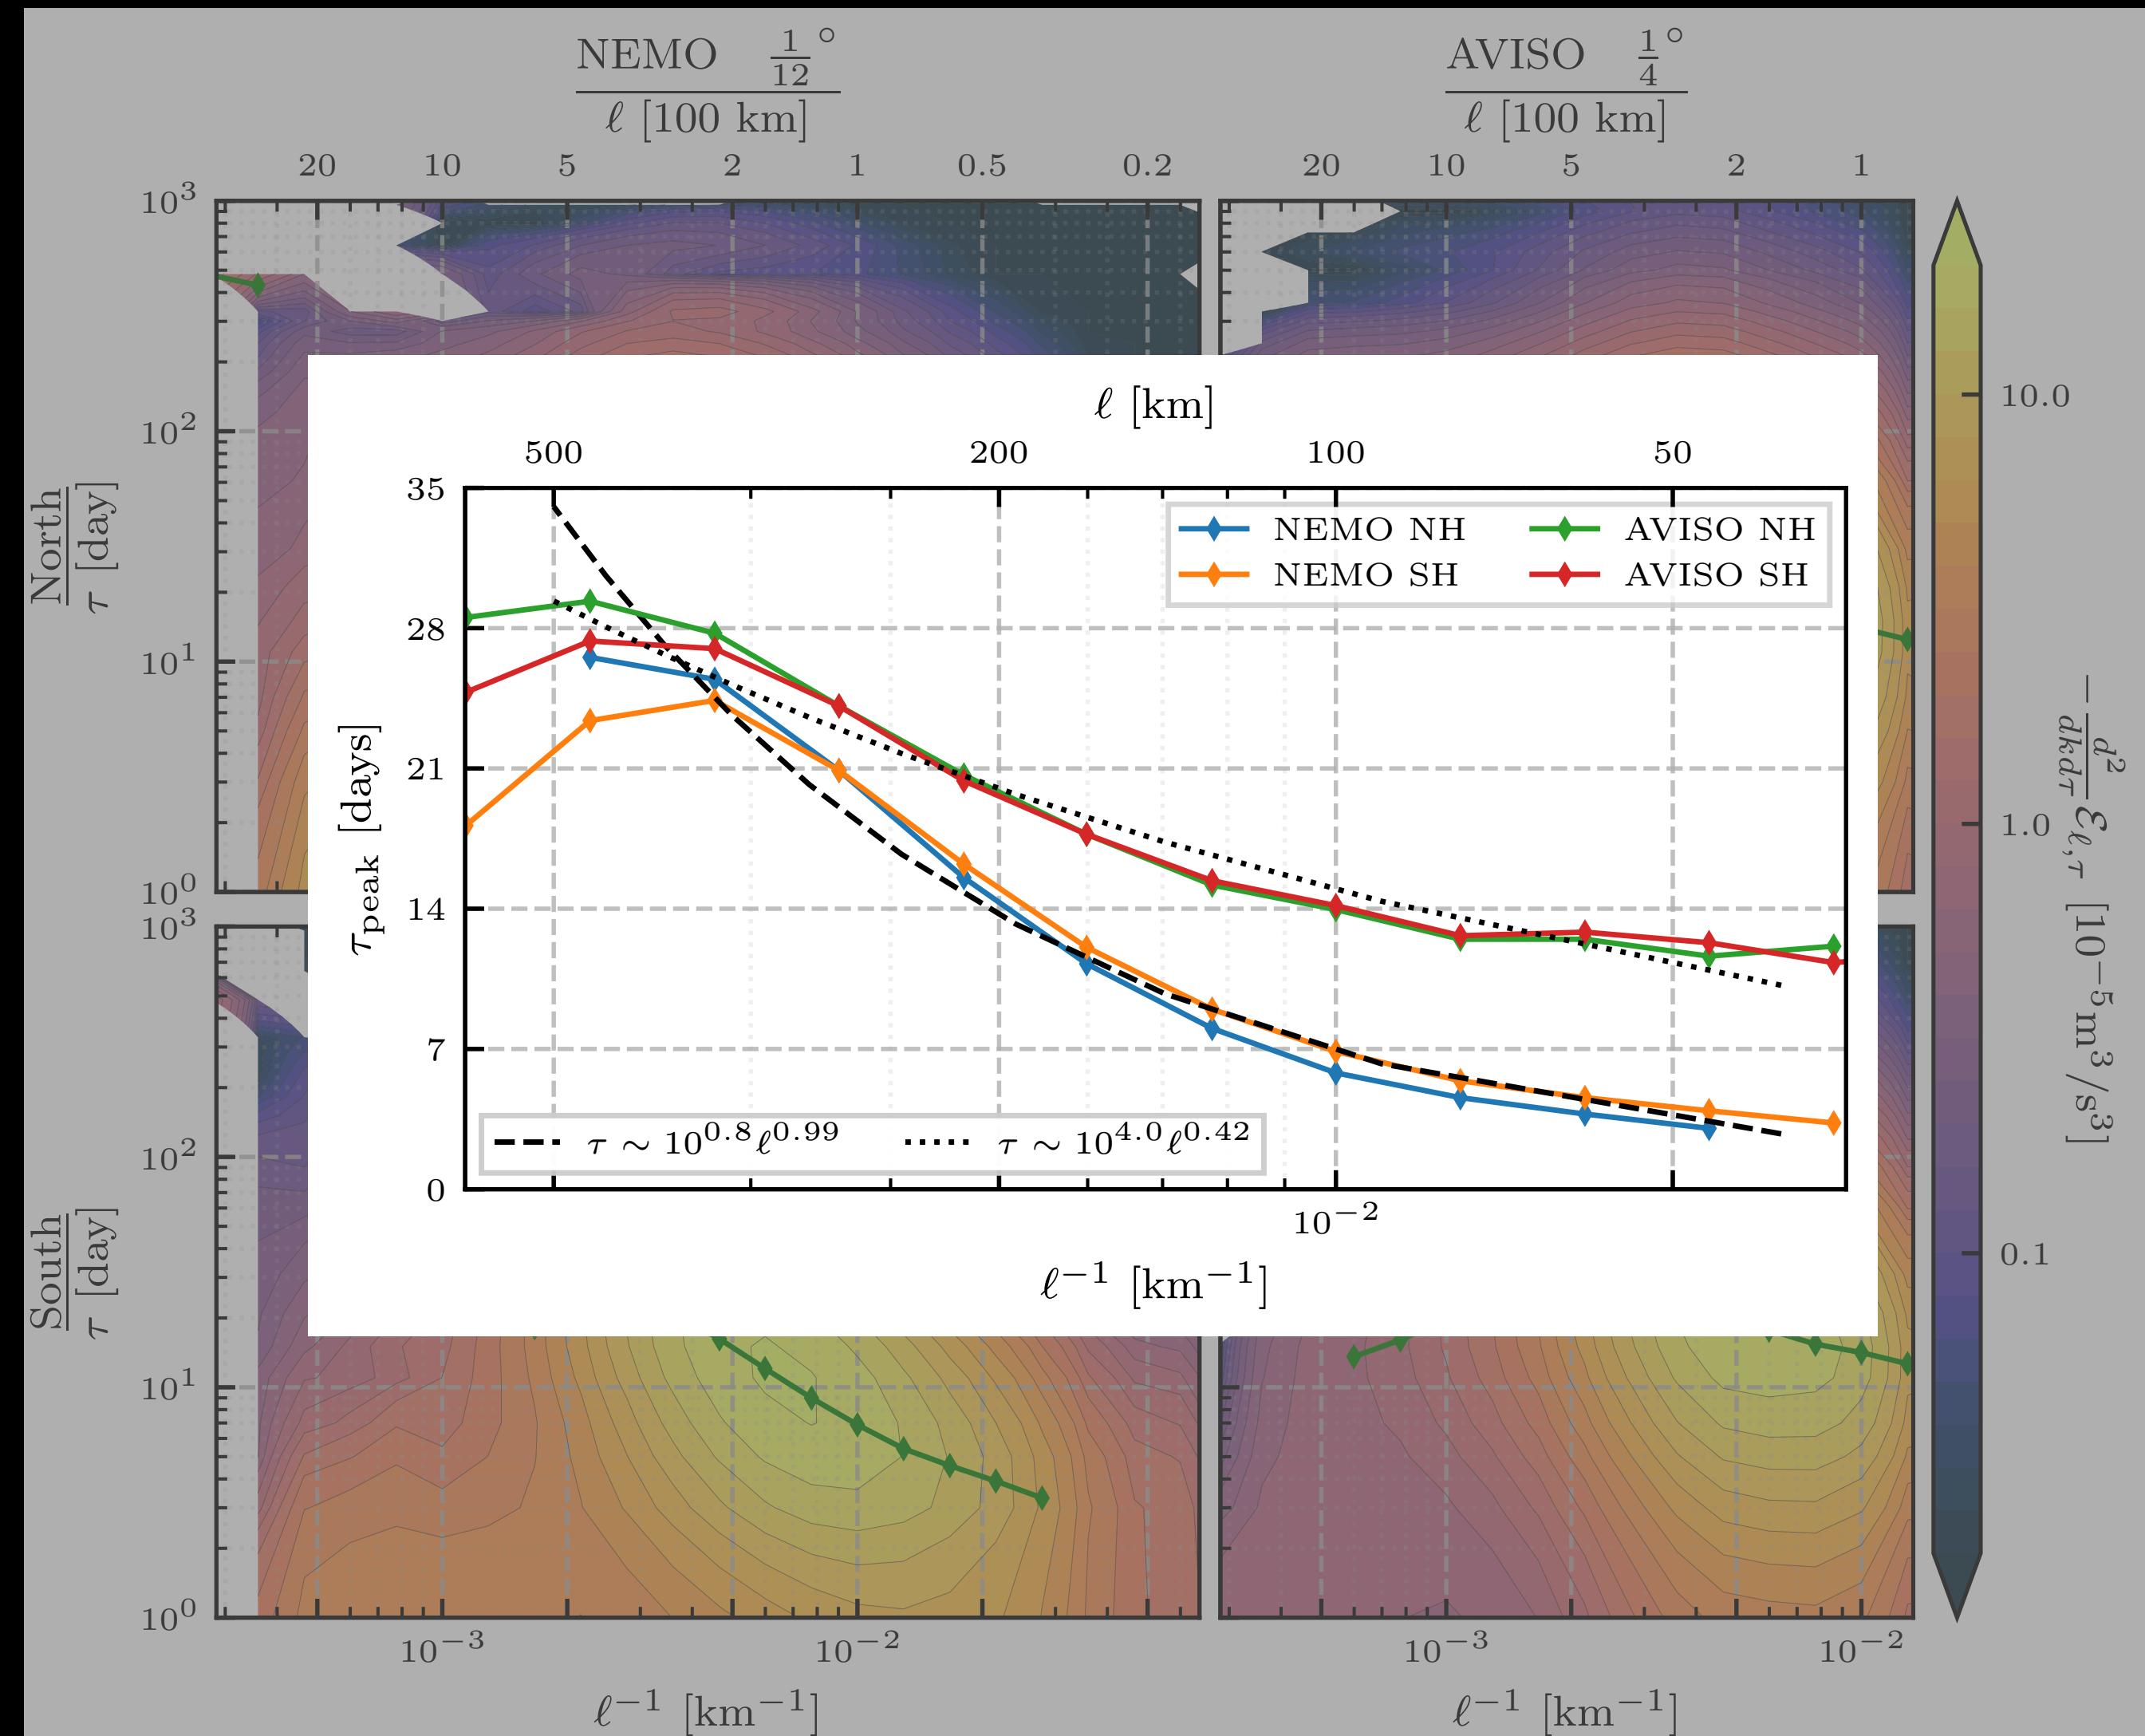 NEMO 1/12°
ℓ [100 km]
AVISO 1/4°
ℓ [100 km]
20 10 5 2 1 0.5 0.2
20 10 5 2 1
10³
10²
10¹
10⁰
North
τ [day]
ℓ [km]
500 200 100 50
35
28
21
14
7
0
τpeak [days]
NEMO NH
NEMO SH
AVISO NH
AVISO SH
τ ∼ 10^0.8 ℓ^0.99
τ ∼ 10^4.0 ℓ^0.42
10⁻²
ℓ⁻¹ [km⁻¹]
10.0
1.0
0.1
−d²/dkdτ ℰℓ,τ [10⁻⁵m³/s³]
10³
10²
10¹
10⁰
South
τ [day]
10⁻³ 10⁻²
10⁻³ 10⁻²
ℓ⁻¹ [km⁻¹]
ℓ⁻¹ [km⁻¹]